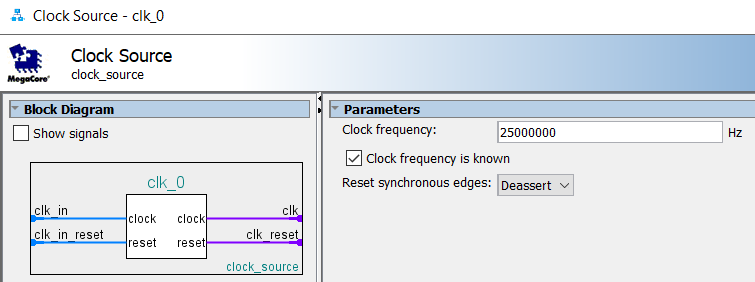 Clock Source - clk_0
Clock Source
clock_source
MegaCore®
Block Diagram
Show signals
clk_0
clk_in
clock
clock
clk
clk_in_reset
reset
reset
clk_reset
clock_source
Parameters
Clock frequency: 25000000 Hz
Clock frequency is known
Reset synchronous edges: Deassert